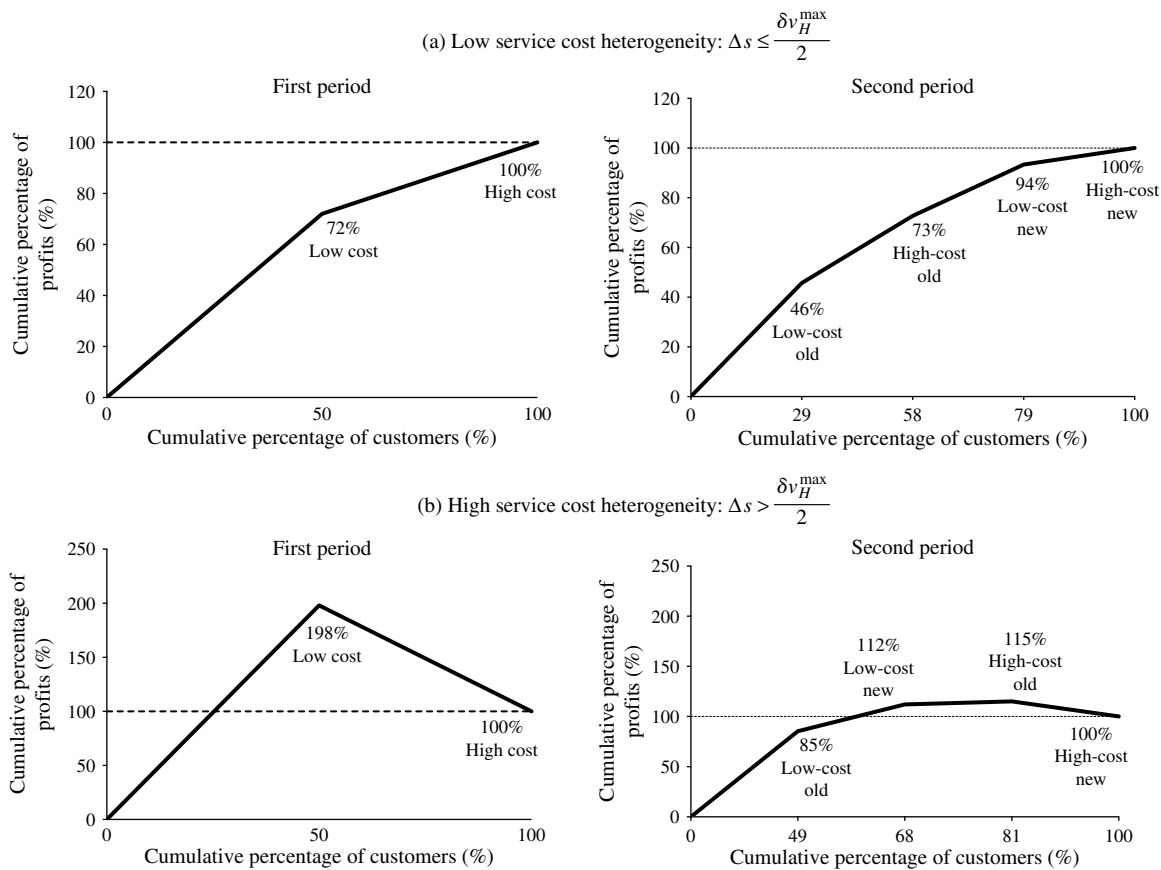 (a) Low service cost heterogeneity: Δs ≤ δv_H^max / 2
First period
Cumulative percentage of
profits (%)
120
100
80
60
40
20
0
72%
Low cost
100%
High cost
0
50
100
Cumulative percentage of customers (%)
Second period
Cumulative percentage of
profits (%)
120
100
80
60
40
20
0
46%
Low-cost
old
73%
High-cost
old
94%
Low-cost
new
100%
High-cost
new
0
29
58
79
100
Cumulative percentage of customers (%)
(b) High service cost heterogeneity: Δs > δv_H^max / 2
First period
Cumulative percentage of
profits (%)
250
200
150
100
50
0
198%
Low cost
100%
High cost
0
50
100
Cumulative percentage of customers (%)
Second period
Cumulative percentage of
profits (%)
250
200
150
100
50
0
85%
Low-cost
old
112%
Low-cost
new
115%
High-cost
old
100%
High-cost
new
0
49
68
81
100
Cumulative percentage of customers (%)